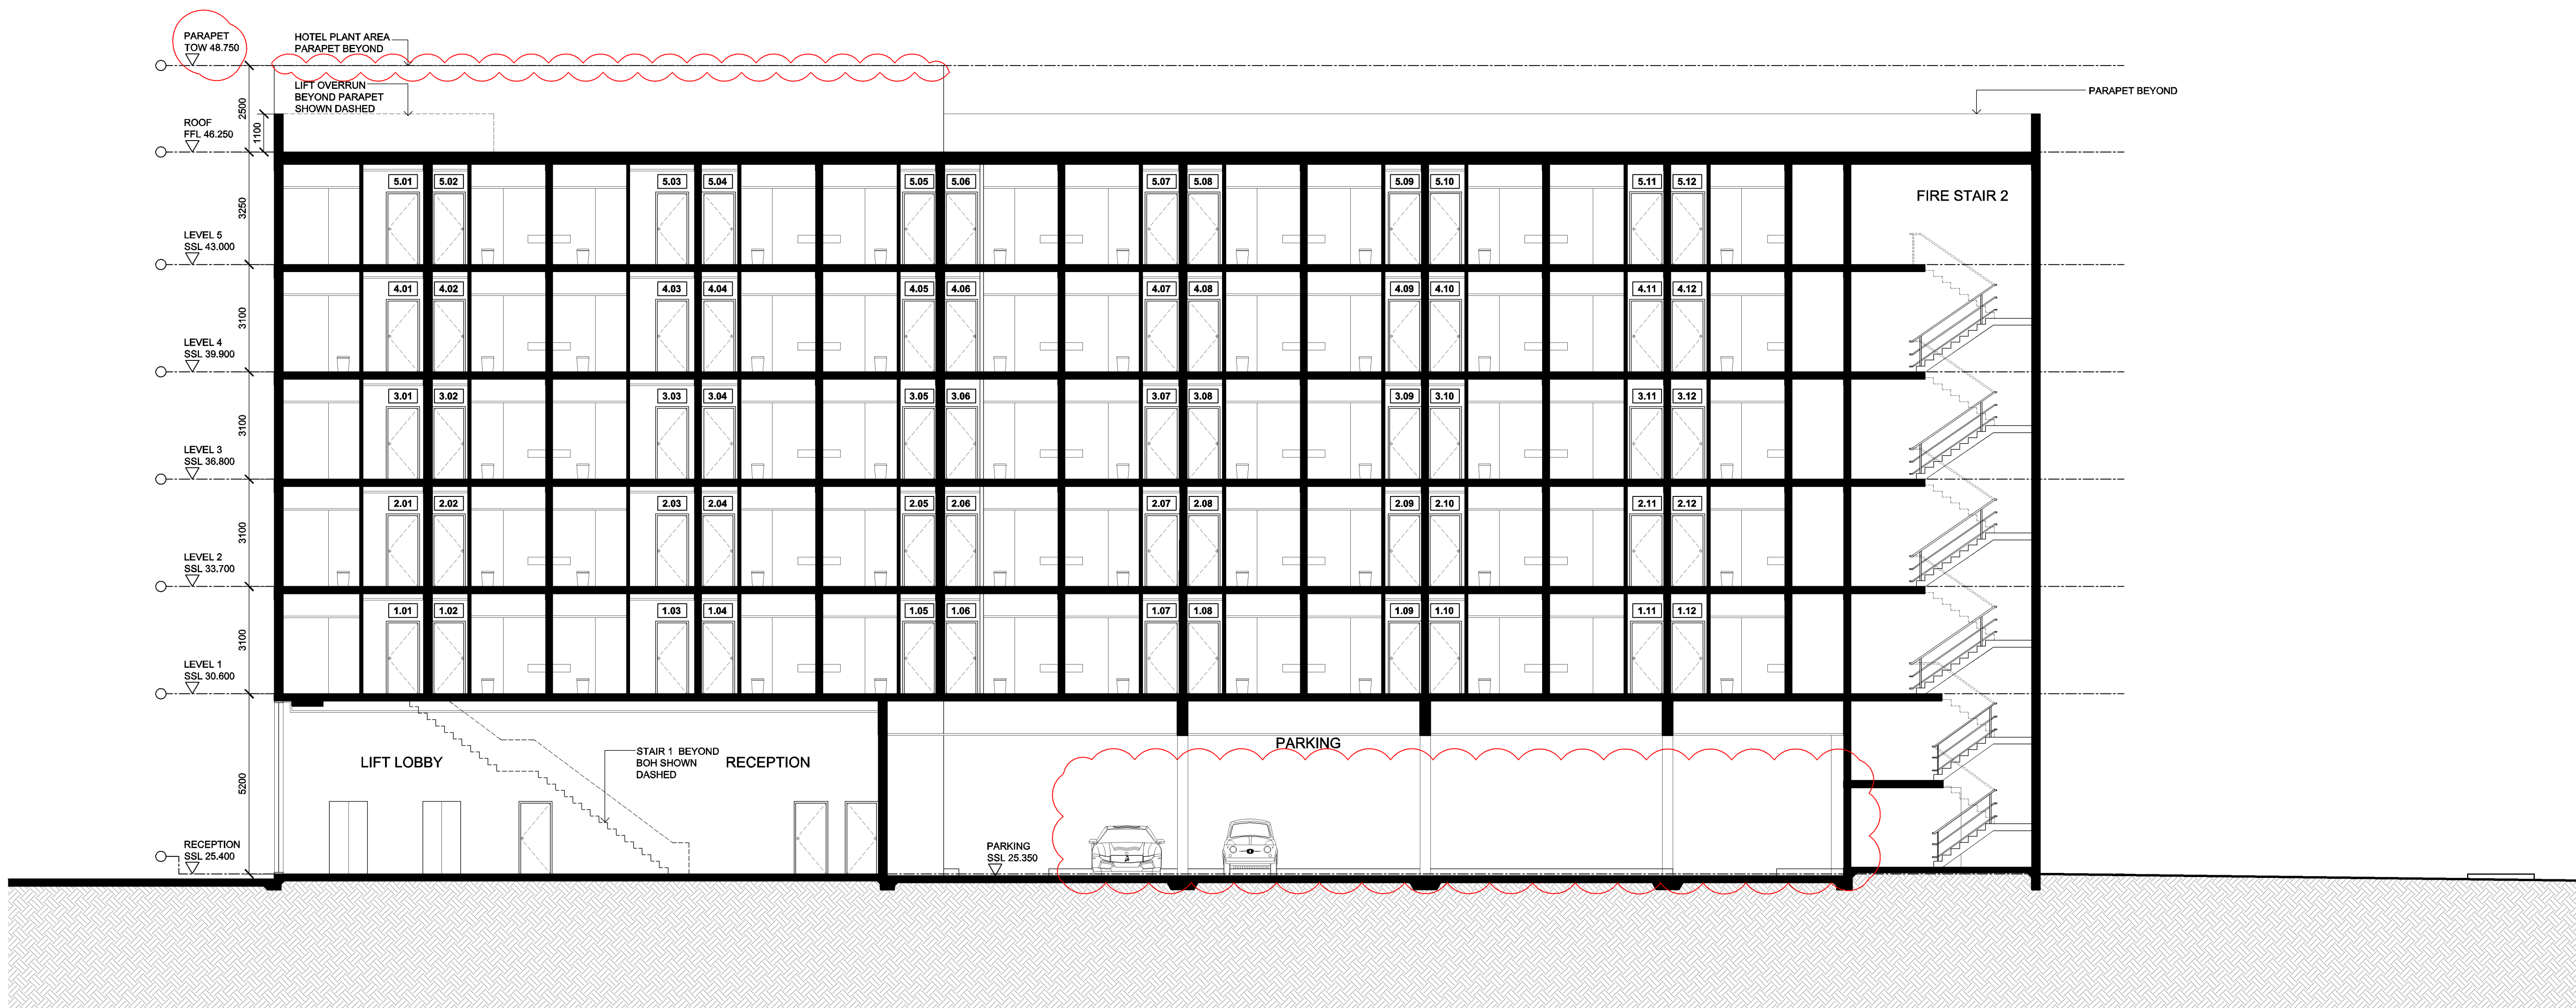 PARAPET
TOW 48.750
HOTEL PLANT AREA
PARAPET BEYOND
LIFT OVERRUN
BEYOND PARAPET
SHOWN DASHED
PARAPET BEYOND
2500
1100
ROOF
FFL 46.250
3250
5.01 5.02 5.03 5.04 5.05 5.06 5.07 5.08 5.09 5.10 5.11 5.12
FIRE STAIR 2
LEVEL 5
SSL 43.000
3100
4.01 4.02 4.03 4.04 4.05 4.06 4.07 4.08 4.09 4.10 4.11 4.12
LEVEL 4
SSL 39.900
3100
3.01 3.02 3.03 3.04 3.05 3.06 3.07 3.08 3.09 3.10 3.11 3.12
LEVEL 3
SSL 36.800
3100
2.01 2.02 2.03 2.04 2.05 2.06 2.07 2.08 2.09 2.10 2.11 2.12
LEVEL 2
SSL 33.700
3100
1.01 1.02 1.03 1.04 1.05 1.06 1.07 1.08 1.09 1.10 1.11 1.12
LEVEL 1
SSL 30.600
5200
LIFT LOBBY
STAIR 1 BEYOND
BOH SHOWN
DASHED
RECEPTION
PARKING
RECEPTION
SSL 25.400
PARKING
SSL 25.350